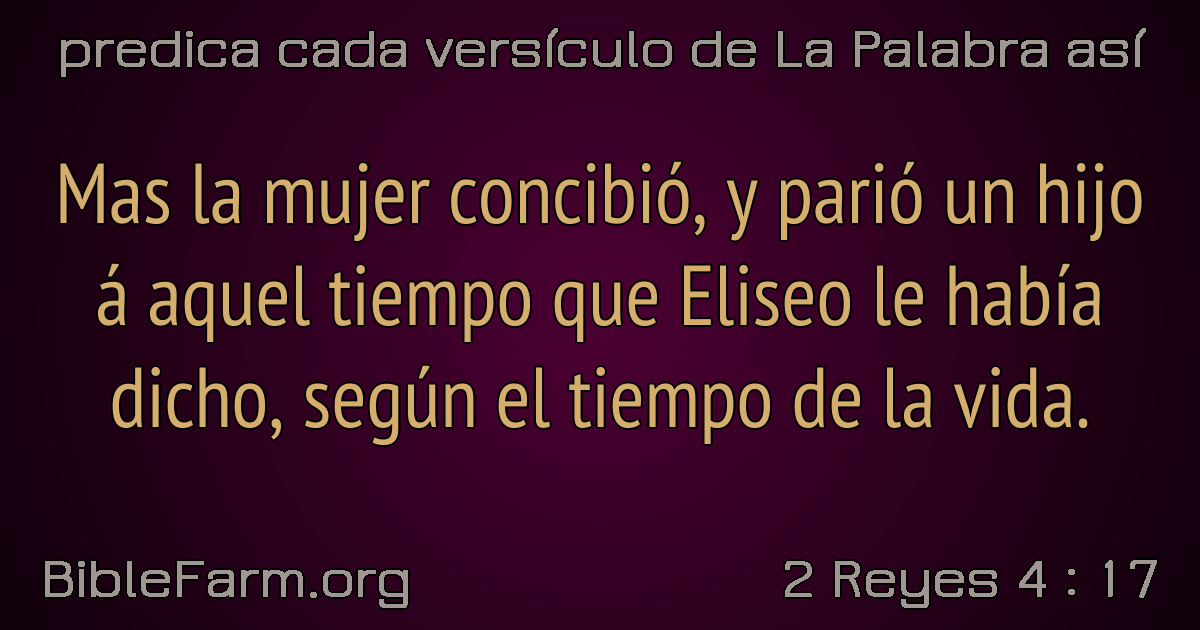 predica cada versículo de La Palabra así
Mas la mujer concibió, y parió un hijo
á aquel tiempo que Eliseo le había
dicho, según el tiempo de la vida.
BibleFarm.org
2 Reyes 4 : 17